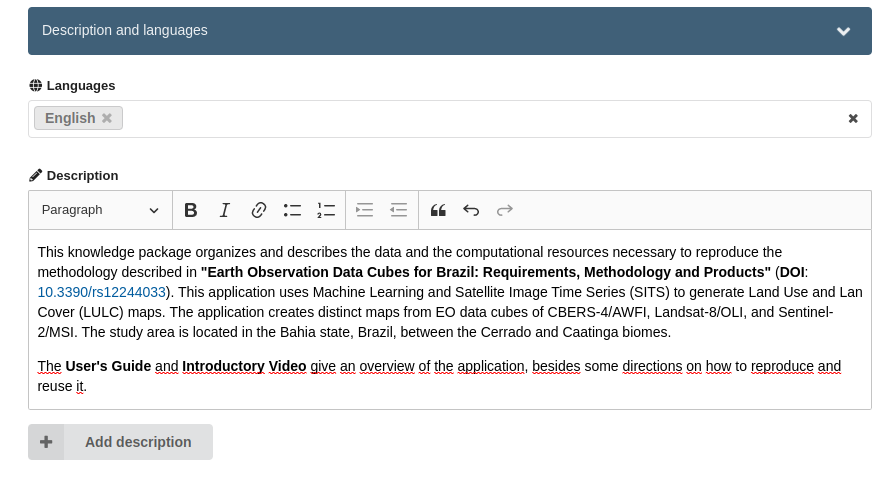 Description and languages
Languages
English
Description
Paragraph
This knowledge package organizes and describes the data and the computational resources necessary to reproduce the
methodology described in "Earth Observation Data Cubes for Brazil: Requirements, Methodology and Products" (DOI:
10.3390/rs12244033). This application uses Machine Learning and Satellite Image Time Series (SITS) to generate Land Use and Lan
Cover (LULC) maps. The application creates distinct maps from EO data cubes of CBERS-4/AWFI, Landsat-8/OLI, and Sentinel-
2/MSI. The study area is located in the Bahia state, Brazil, between the Cerrado and Caatinga biomes.
The User's Guide and Introductory Video give an overview of the application, besides some directions on how to reproduce and
reuse it.
Add description